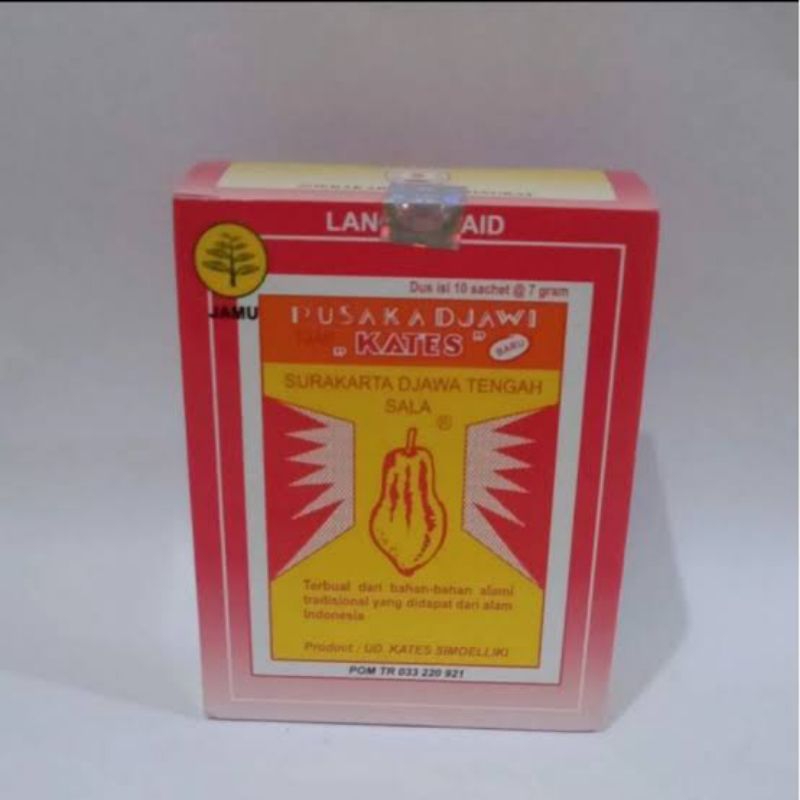 LAN AID
JAMU
Dus isi 10 sachet @ 7 gram
PUSAKA DJAWI
„ KATES " BARU
SURAKARTA DJAWA TENGAH
SALA ®
Terbuat dari bahan-bahan alami
tradisional yang didapat dari alam
Indonesia
Product : UD. KATES
POM TR 033 220 921